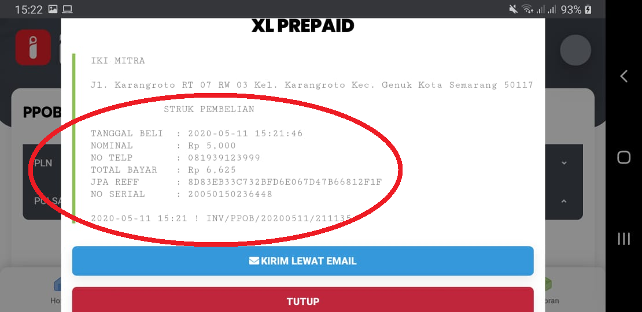 15:22
93%
XL PREPAID
IKI MITRA
Jl. Karangroto RT 07 RW 03 Kel. Karangroto Kec. Genuk Kota Semarang 50117
STRUK PEMBELIAN
PPOB
TANGGAL BELI : 2020-05-11 15:21:46
NOMINAL : Rp 5.000
NO TELP : 081939123999
TOTAL BAYAR : Rp 6.625
PLN
JPA REFF : 8D83EB33C732BFD6E067D47B66812F1F
NO SERIAL : 20050150236448
PULSA
2020-05-11 15:21 ! INV/PPOB/20200511/211135
KIRIM LEWAT EMAIL
TUTUP